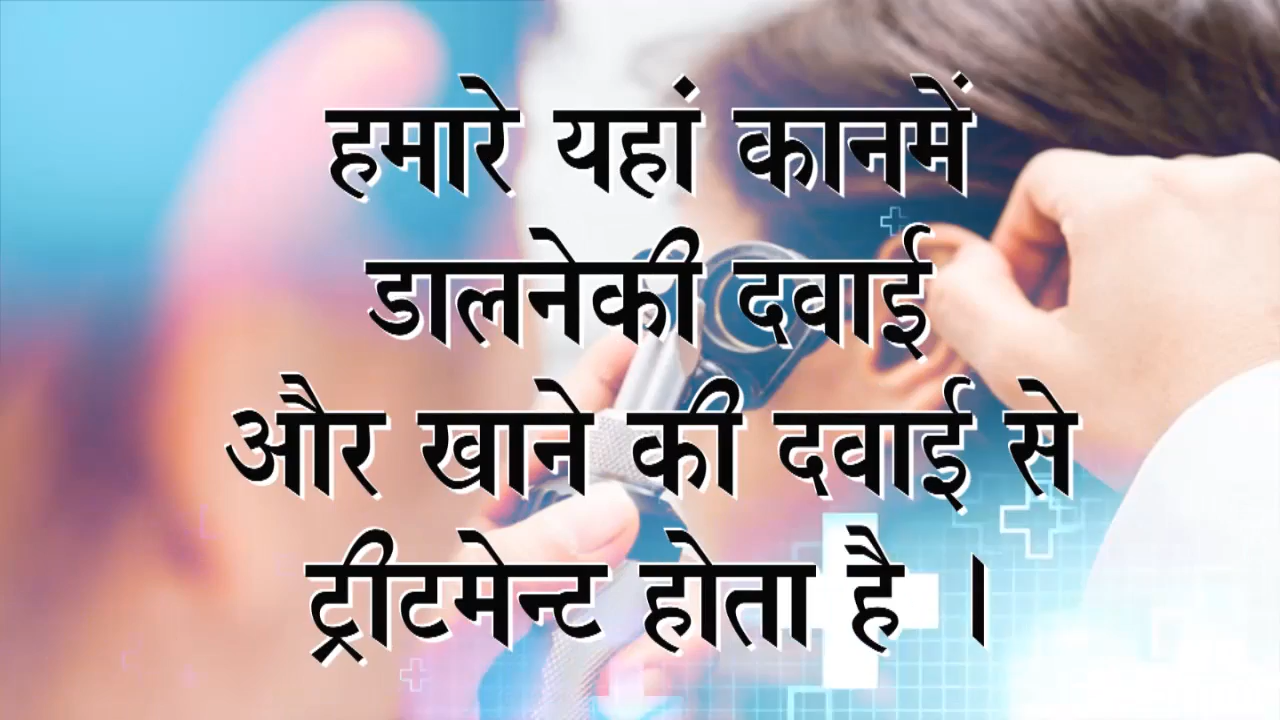 हमारे यहां कानमें
डालनेकी दवाई
और खाने की दवाई से
ट्रीटमेन्ट होता है ।